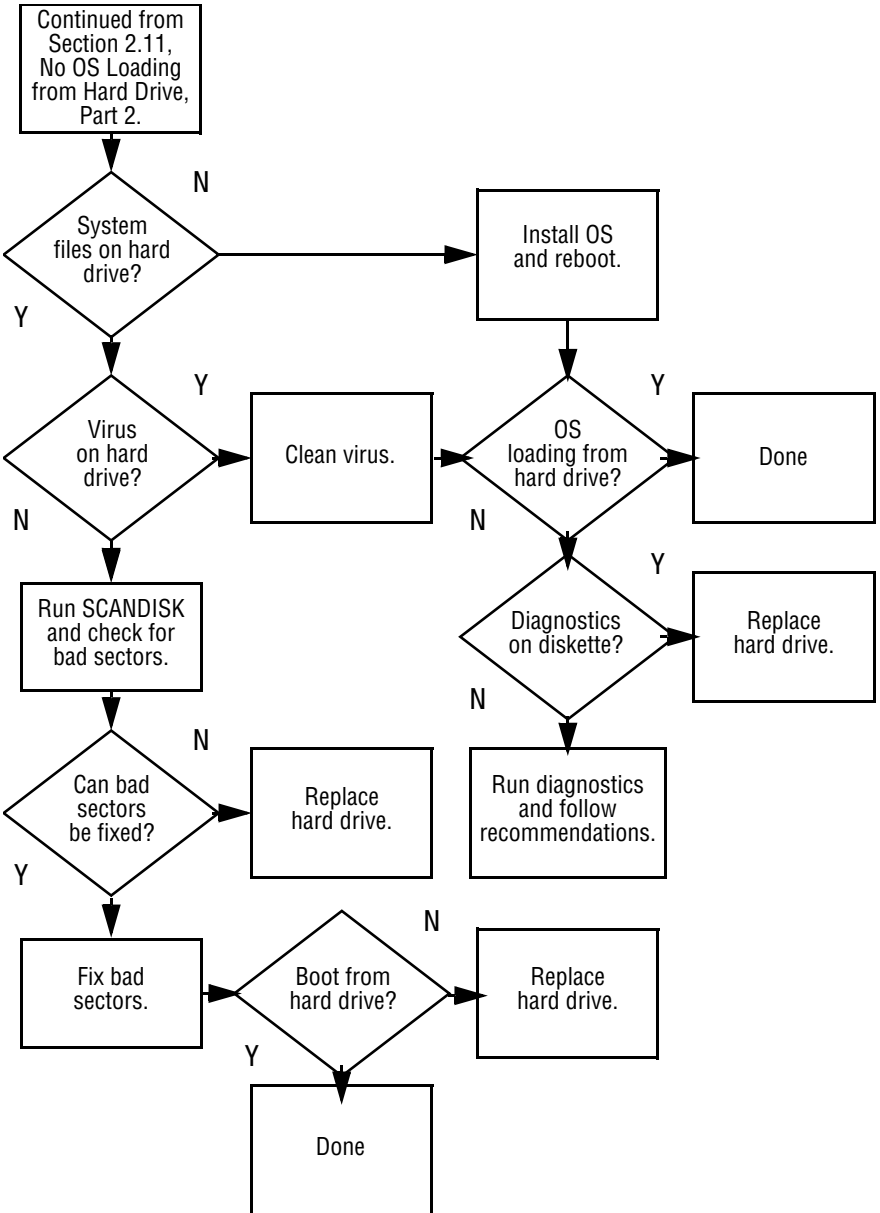 Continued from
Section 2.11,
No OS Loading
from Hard Drive,
Part 2.
N
System
files on hard
drive?
Install OS
and reboot.
Y
Y
Virus
on hard
drive?
Clean virus.
Y
OS
loading from
hard drive?
Done
N
N
Run SCANDISK
and check for
bad sectors.
Y
Diagnostics
on diskette?
Replace
hard drive.
N
N
Can bad
sectors
be fixed?
Replace
hard drive.
Run diagnostics
and follow
recommendations.
Y
Fix bad
sectors.
N
Boot from
hard drive?
Replace
hard drive.
Y
Done